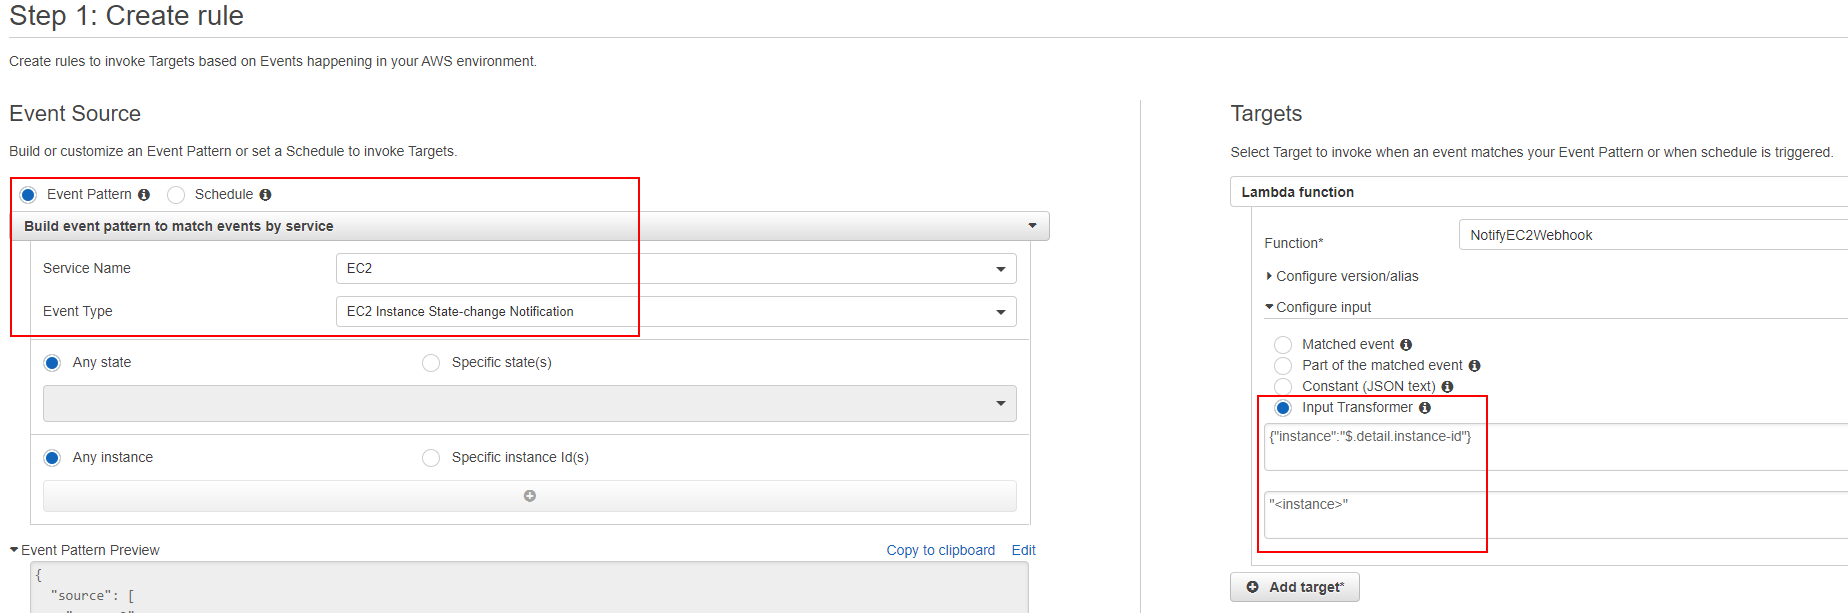 Step 1: Create rule
Create rules to invoke Targets based on Events happening in your AWS environment.
Event Source
Build or customize an Event Pattern or set a Schedule to invoke Targets.
Event Pattern Schedule
Build event pattern to match events by service
Service Name EC2
Event Type EC2 Instance State-change Notification
Any state Specific state(s)
Any instance Specific instance Id(s)
Event Pattern Preview Copy to clipboard Edit
{
"source": [
Targets
Select Target to invoke when an event matches your Event Pattern or when schedule is triggered.
Lambda function
Function* NotifyEC2Webhook
Configure version/alias
Configure input
Matched event
Part of the matched event
Constant (JSON text)
Input Transformer
{"instance":"$.detail.instance-id"}
"<instance>"
Add target*